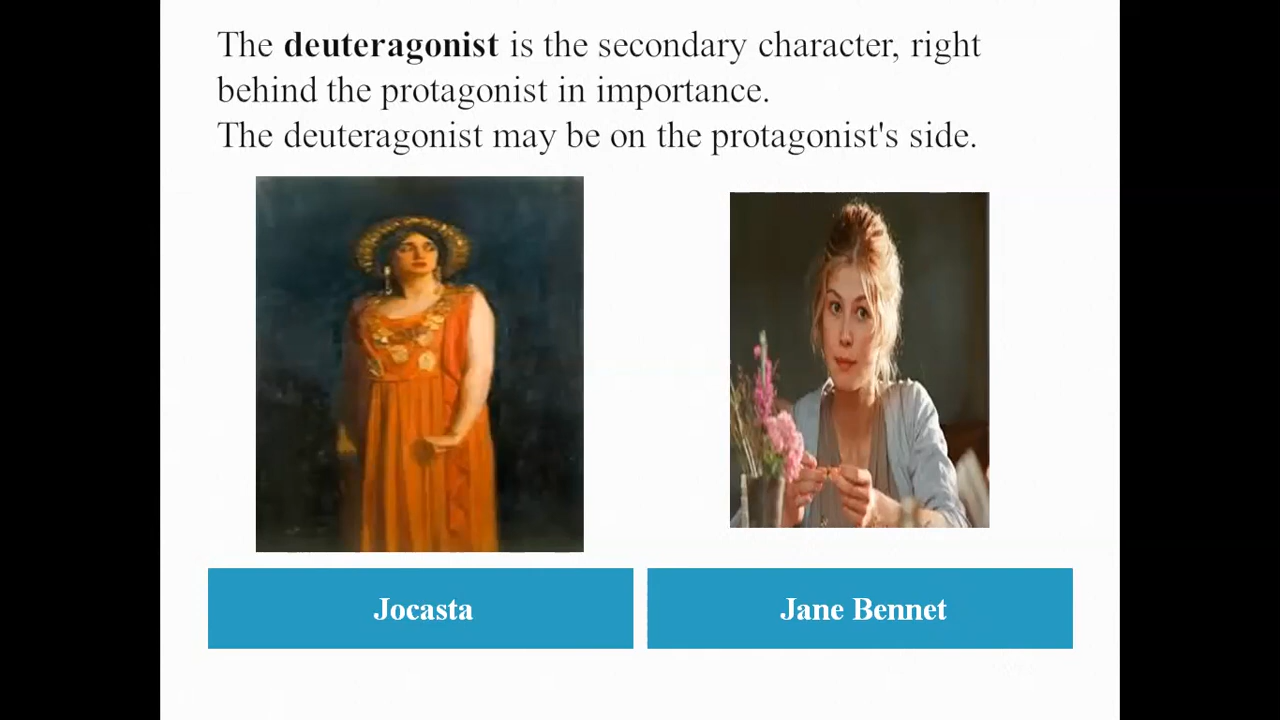 The deuteragonist is the secondary character, right
behind the protagonist in importance.
The deuteragonist may be on the protagonist's side.
Jocasta
Jane Bennet